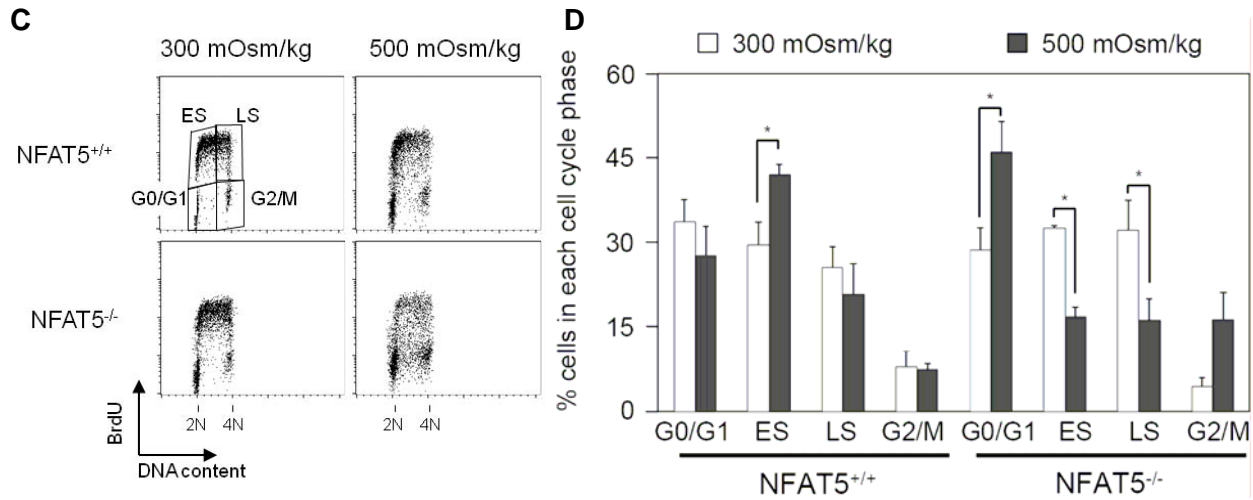 C
300 mOsm/kg 500 mOsm/kg
ES LS
NFAT5+/+
G0/G1 G2/M
NFAT5-/-
BrdU
2N 4N 2N 4N
DNA content
D
300 mOsm/kg 500 mOsm/kg
% cells in each cell cycle phase
60
45
30
15
0
* * * * 
G0/G1 ES LS G2/M G0/G1 ES LS G2/M
NFAT5+/+ NFAT5-/-